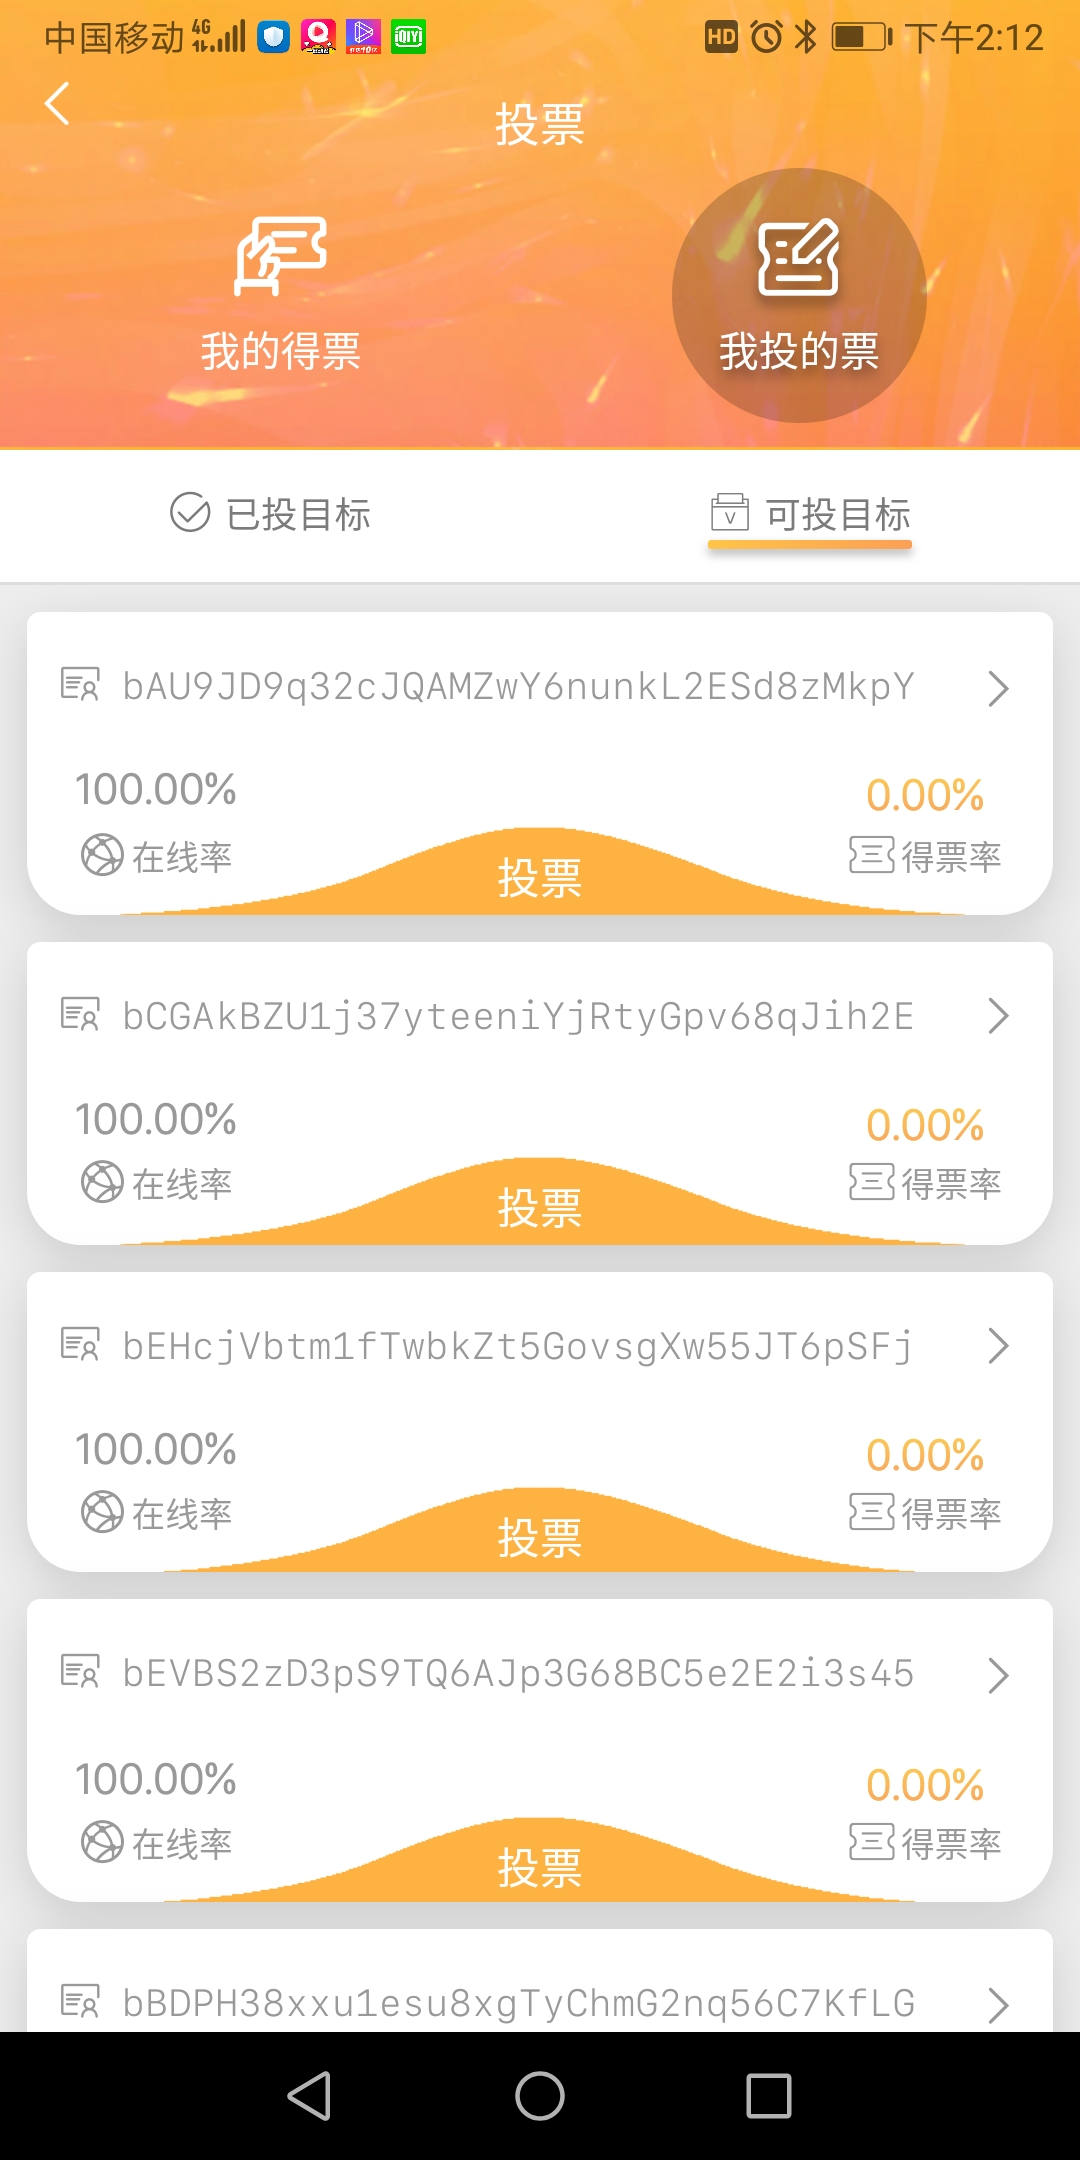 中国移动 4G HD 下午2:12
投票
我的得票 我投的票
已投目标 可投目标
bAU9JD9q32cJQAMZwY6nunkL2ESd8zMkpY
100.00% 0.00%
在线率 投票 得票率
bCGAkBZU1j37yteeniYjRtyGpv68qJih2E
100.00% 0.00%
在线率 投票 得票率
bEHcjVbtm1fTwbkZt5GovsgXw55JT6pSFj
100.00% 0.00%
在线率 投票 得票率
bEVBS2zD3pS9TQ6AJp3G68BC5e2E2i3s45
100.00% 0.00%
在线率 投票 得票率
bBDPH38xxu1esu8xgTyChmG2nq56C7KfLG